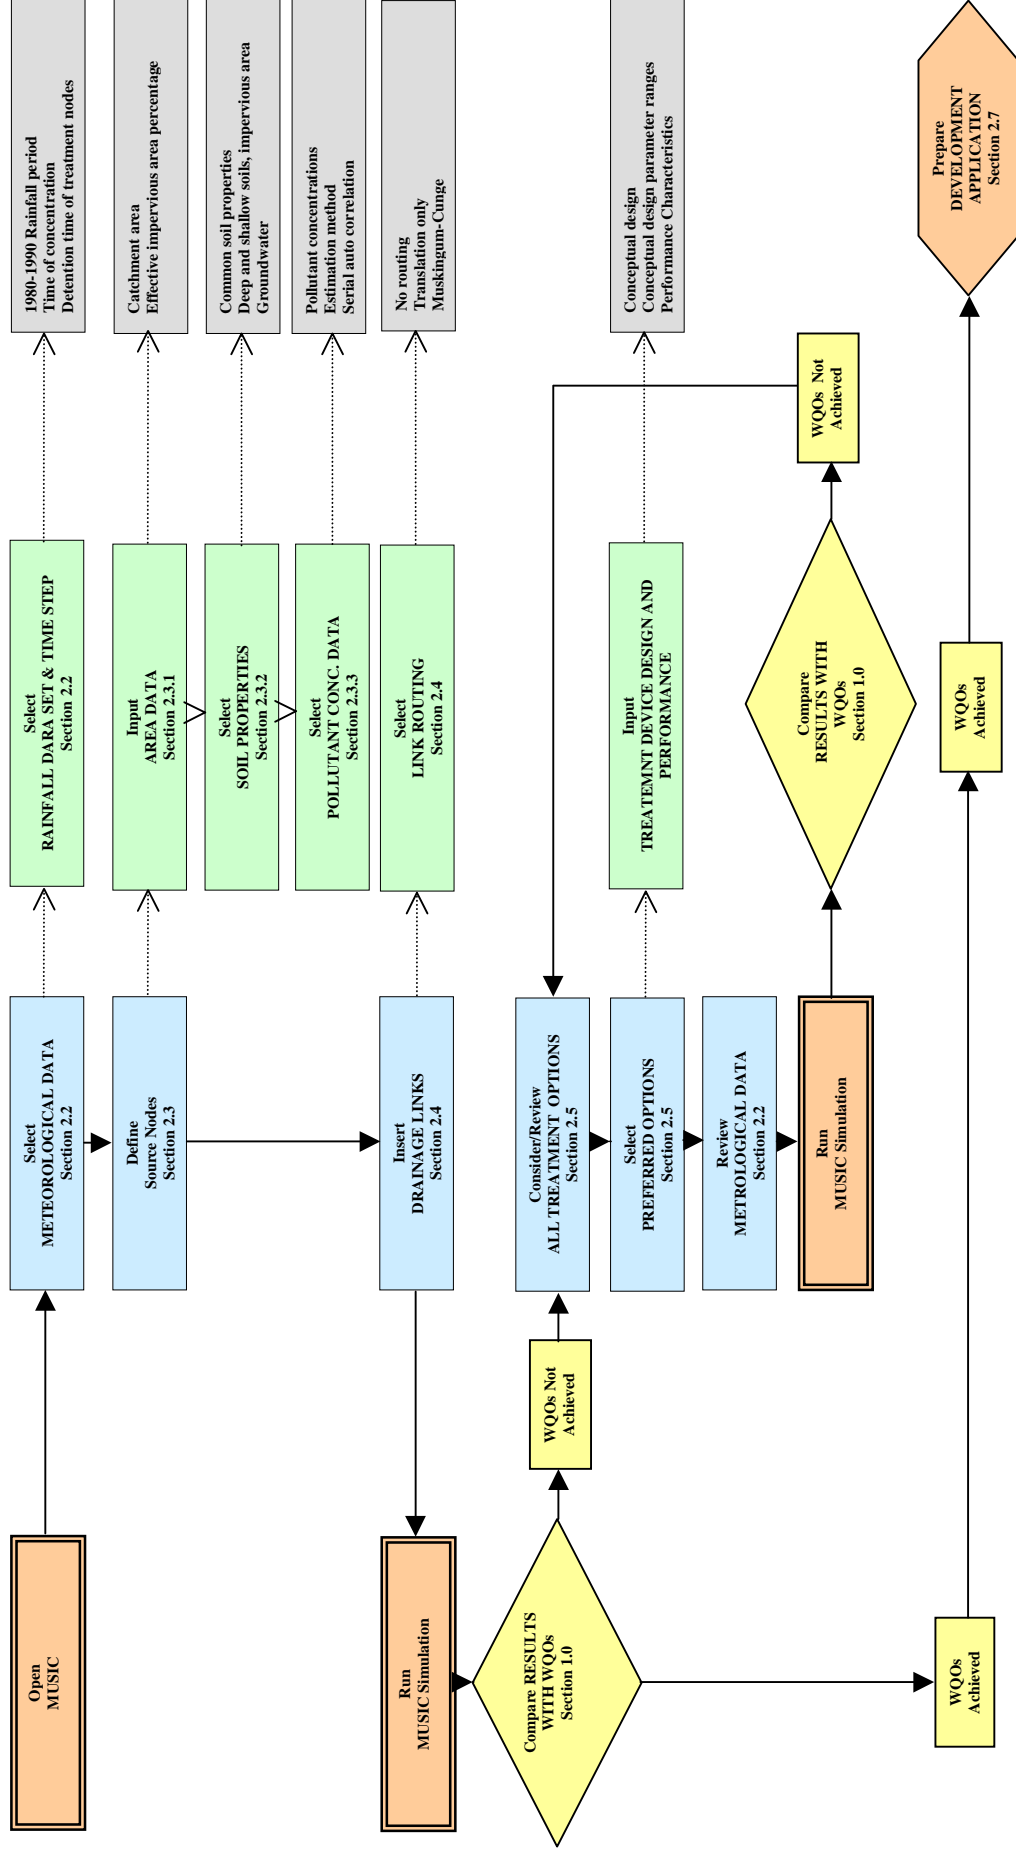 Open
MUSIC
Select
METEOROLOGICAL DATA
Section 2.2
Select
RAINFALL DARA SET & TIME STEP
Section 2.2
1980-1990 Rainfall period
Time of concentration
Detention time of treatment nodes
Define
Source Nodes
Section 2.3
Input
AREA DATA
Section 2.3.1
Catchment area
Effective impervious area percentage
Select
SOIL PROPERTIES
Section 2.3.2
Common soil properties
Deep and shallow soils, impervious area
Groundwater
Select
POLLUTANT CONC. DATA
Section 2.3.3
Pollutant concentrations
Estimation method
Serial auto correlation
Run
MUSIC Simulation
Insert
DRAINAGE LINKS
Section 2.4
Select
LINK ROUTING
Section 2.4
No routing
Translation only
Muskingum-Cunge
Compare RESULTS
WITH WQOs
Section 1.0
WQOs Not
Achieved
Consider/Review
ALL TREATMENT OPTIONS
Section 2.5
Select
PREFERRED OPTIONS
Section 2.5
Input
TREATEMNT DEVICE DESIGN AND
PERFORMANCE
Conceptual design
Conceptual design parameter ranges
Performance Characteristics
Review
METROLOGICAL DATA
Section 2.2
Run
MUSIC Simulation
Compare
RESULTS WITH
WQOs
Section 1.0
WQOs Not
Achieved
WQOs
Achieved
WQOs
Achieved
Prepare
DEVELOPMENT
APPLICATION
Section 2.7